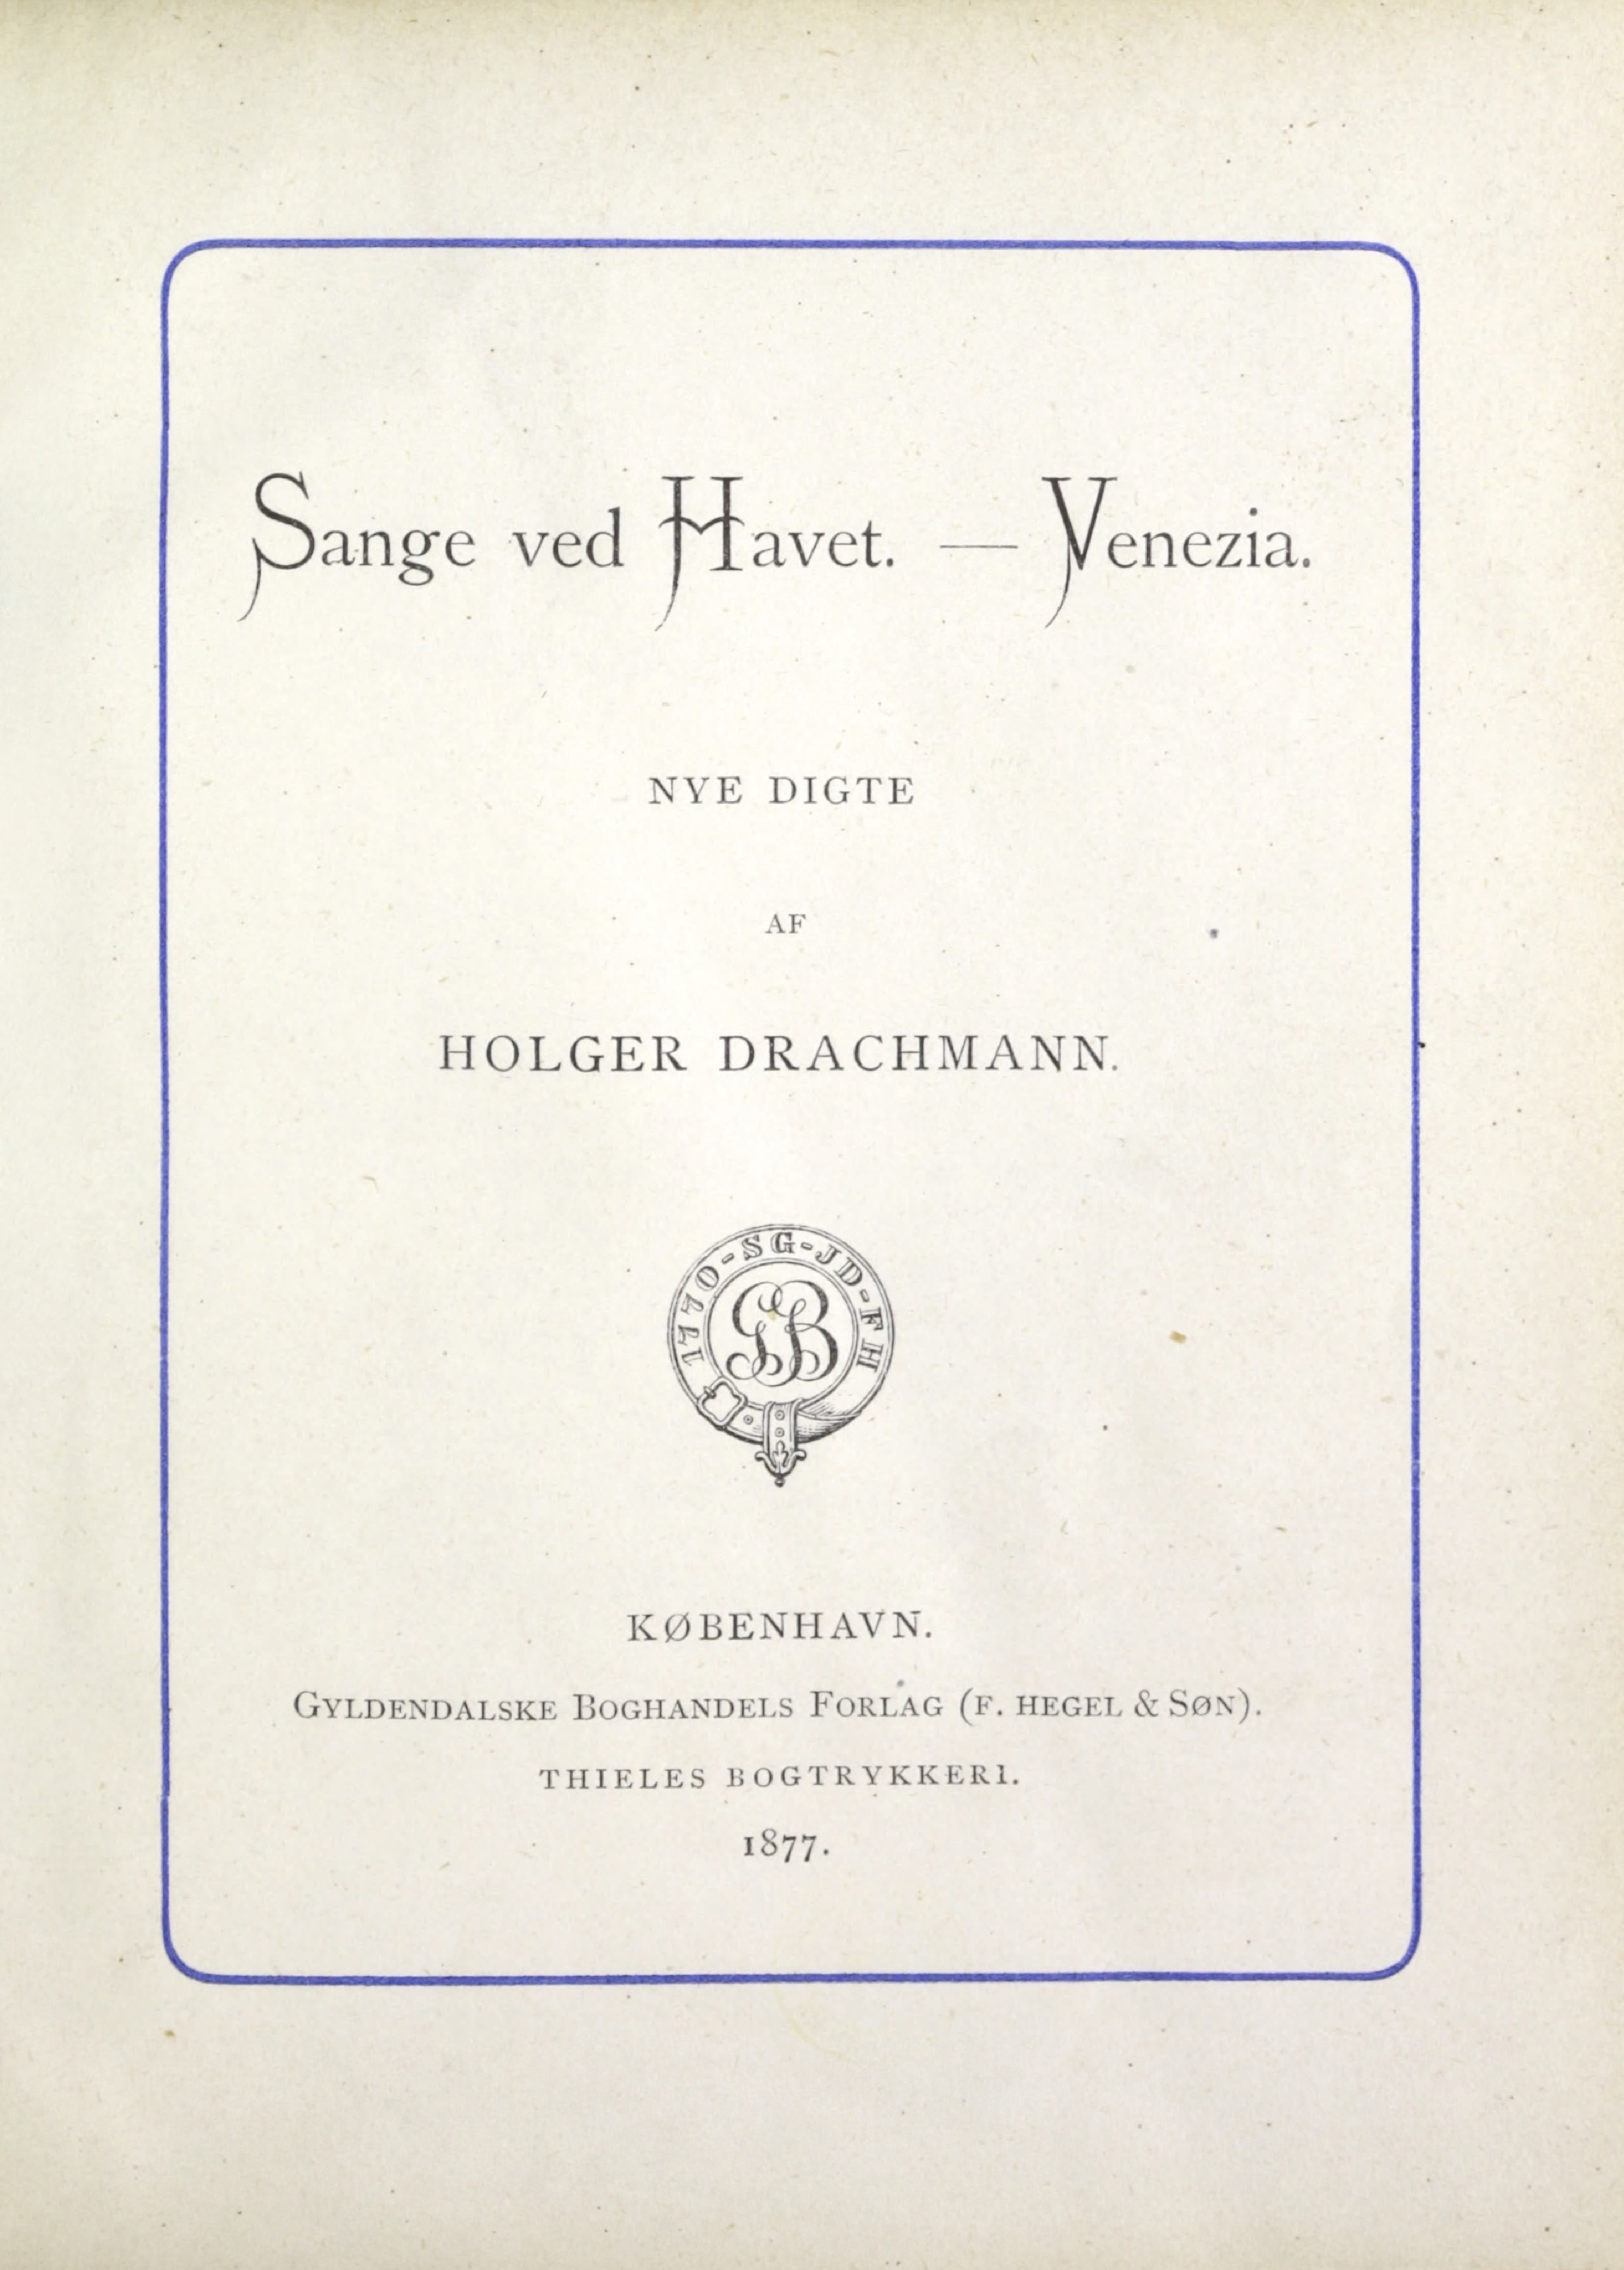 Sange ved Havet. — Venezia.
NYE DIGTE
AF
HOLGER DRACHMANN.
1770-SG-JD-FH
GB
KØBENHAVN.
GYLDENDALSKE BOGHANDELS FORLAG (F. HEGEL & SØN).
THIELES BOGTRYKKERI.
1877.